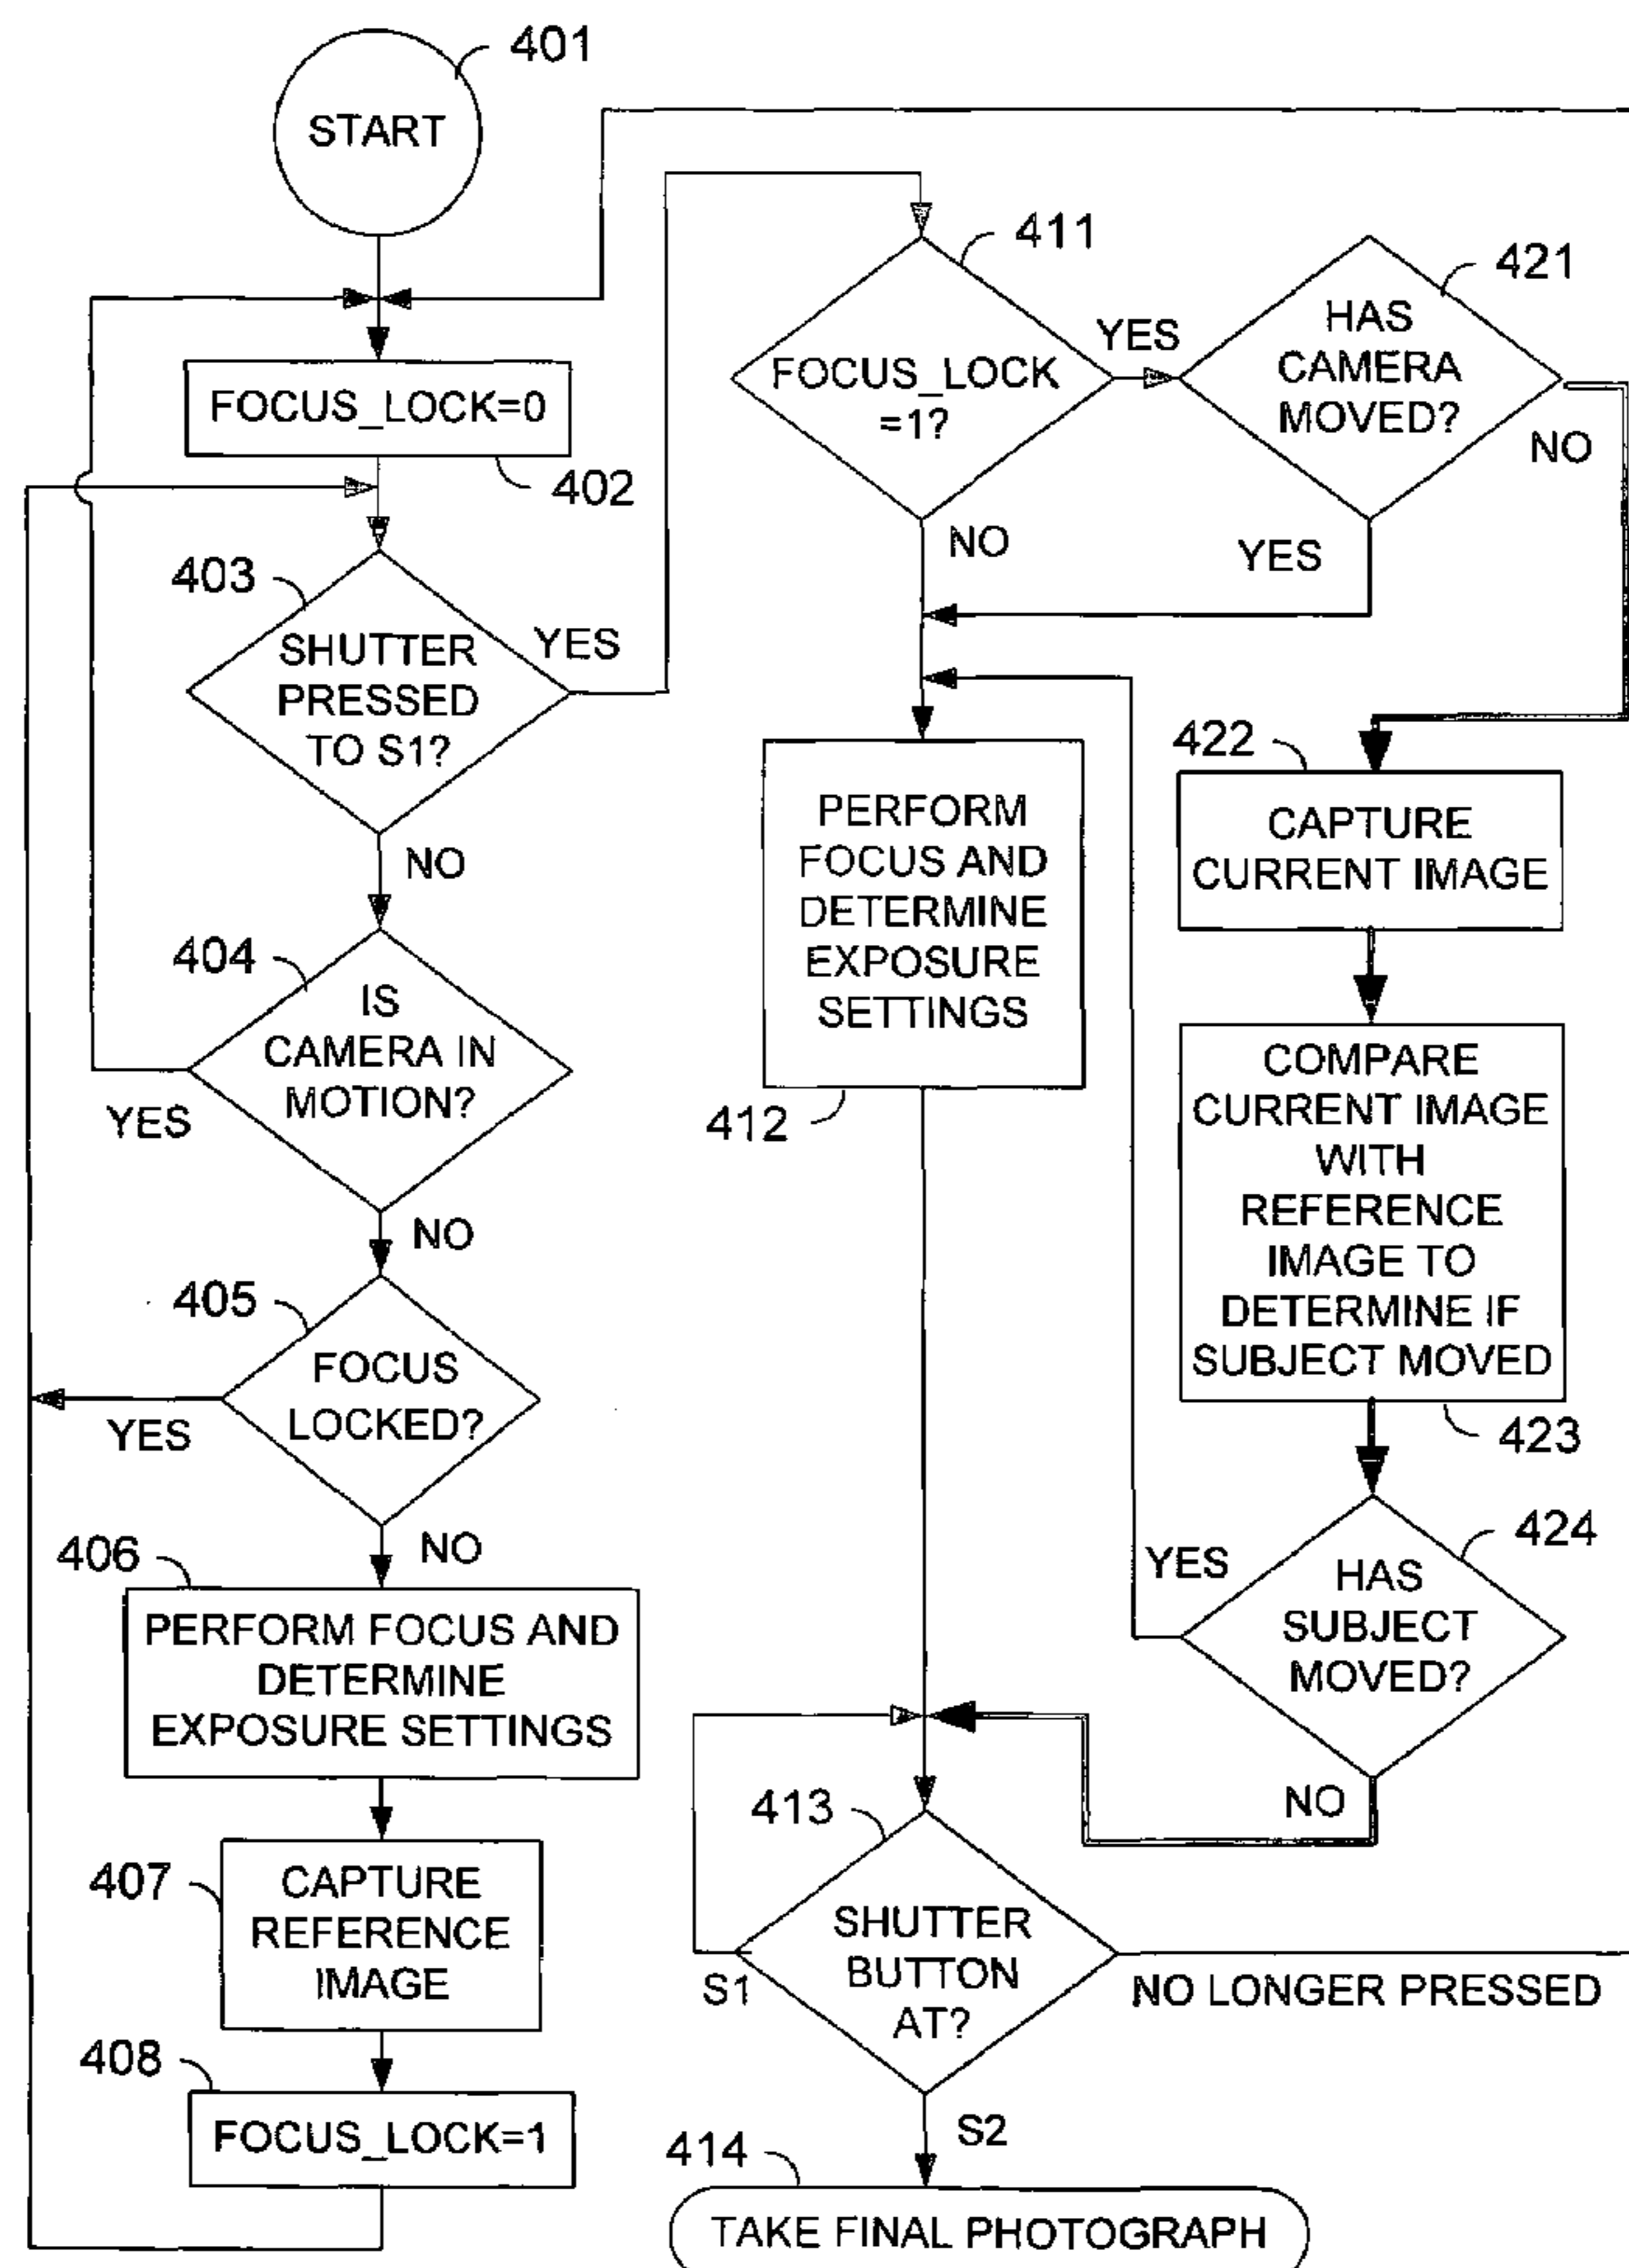 401
START
FOCUS_LOCK=0
402
403
SHUTTER
PRESSED
TO S1?
YES
NO
404
IS
CAMERA IN
MOTION?
YES
NO
405
FOCUS
LOCKED?
YES
NO
406
PERFORM FOCUS AND
DETERMINE
EXPOSURE SETTINGS
407
CAPTURE
REFERENCE
IMAGE
408
FOCUS_LOCK=1
411
FOCUS_LOCK
=1?
YES
NO
421
HAS
CAMERA
MOVED?
NO
YES
PERFORM
FOCUS AND
DETERMINE
EXPOSURE
SETTINGS
412
422
CAPTURE
CURRENT IMAGE
COMPARE
CURRENT IMAGE
WITH
REFERENCE
IMAGE TO
DETERMINE IF
SUBJECT MOVED
423
424
HAS
SUBJECT
MOVED?
YES
NO
413
SHUTTER
BUTTON
AT?
S1
NO LONGER PRESSED
S2
414
TAKE FINAL PHOTOGRAPH